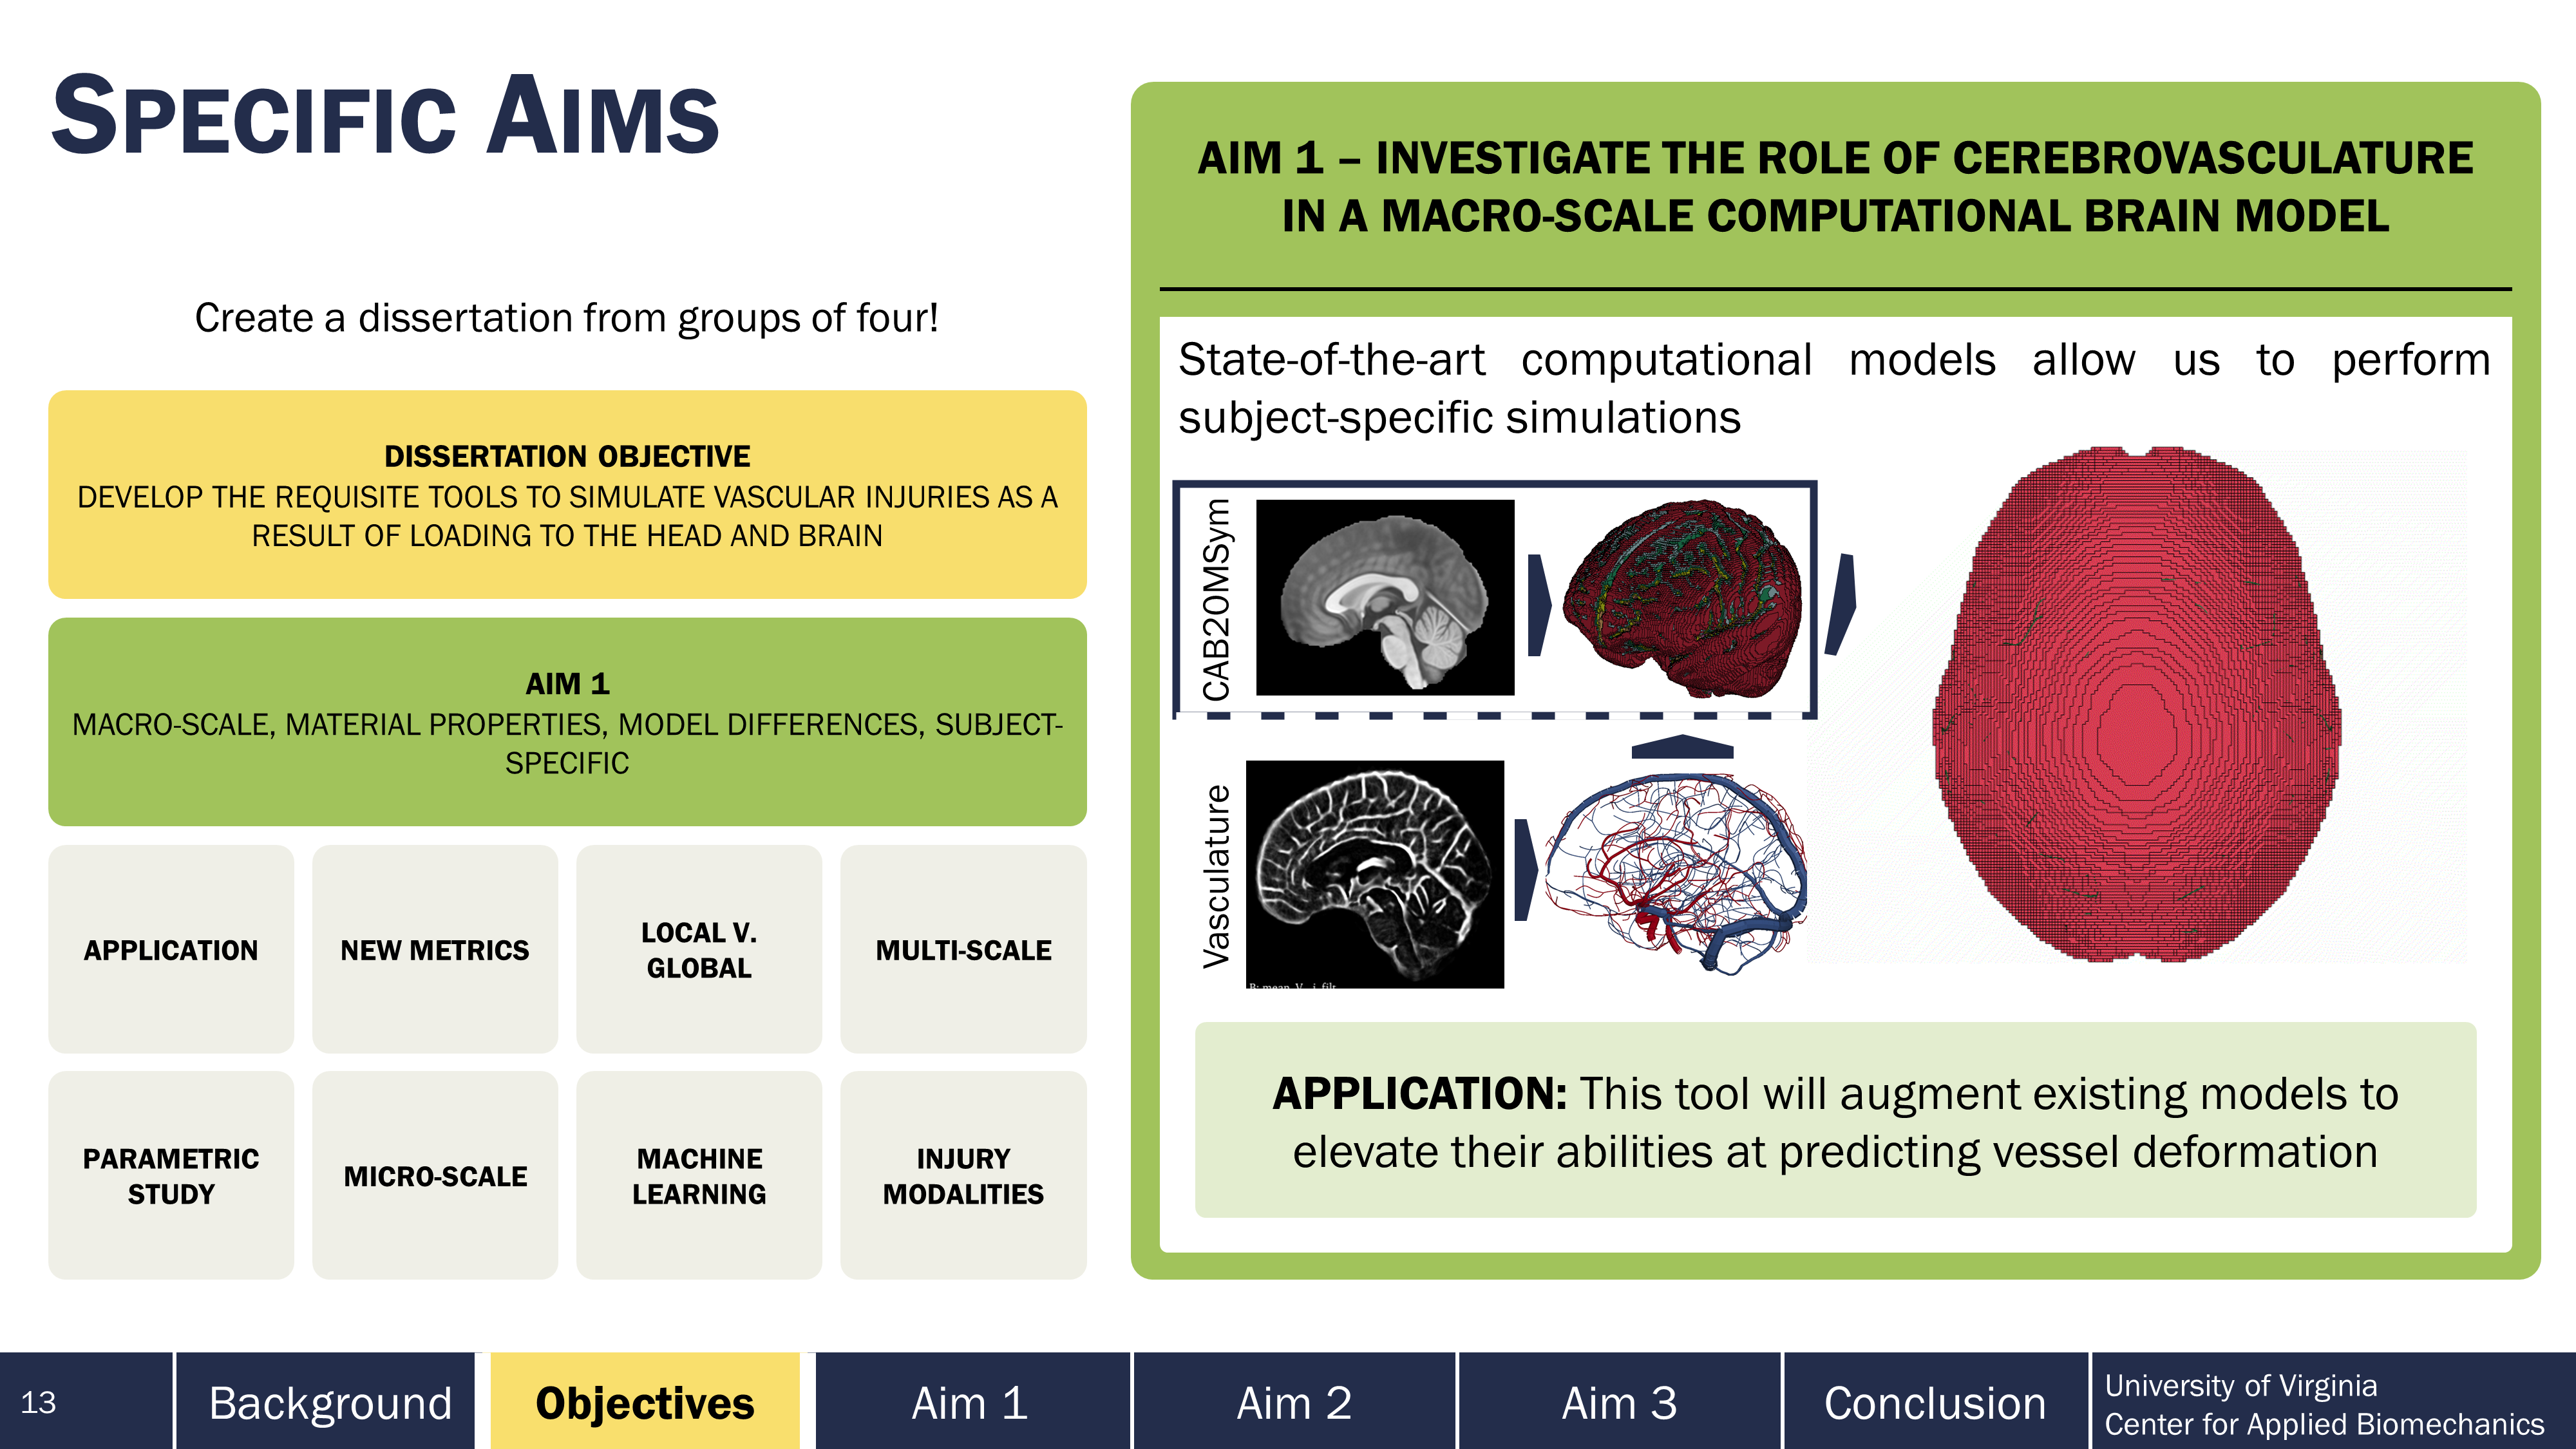 SPECIFIC AIMS
Create a dissertation from groups of four!
DISSERTATION OBJECTIVE
DEVELOP THE REQUISITE TOOLS TO SIMULATE VASCULAR INJURIES AS A
RESULT OF LOADING TO THE HEAD AND BRAIN
AIM 1
MACRO-SCALE, MATERIAL PROPERTIES, MODEL DIFFERENCES, SUBJECT-
SPECIFIC
APPLICATION
NEW METRICS
LOCAL V.
GLOBAL
MULTI-SCALE
PARAMETRIC
STUDY
MICRO-SCALE
MACHINE
LEARNING
INJURY
MODALITIES
AIM 1 – INVESTIGATE THE ROLE OF CEREBROVASCULATURE
IN A MACRO-SCALE COMPUTATIONAL BRAIN MODEL
State-of-the-art computational models allow us to perform
subject-specific simulations
CAB20MSym
Vasculature
B: mean_V_i_filt
APPLICATION: This tool will augment existing models to
elevate their abilities at predicting vessel deformation
13
Background
Objectives
Aim 1
Aim 2
Aim 3
Conclusion
University of Virginia
Center for Applied Biomechanics